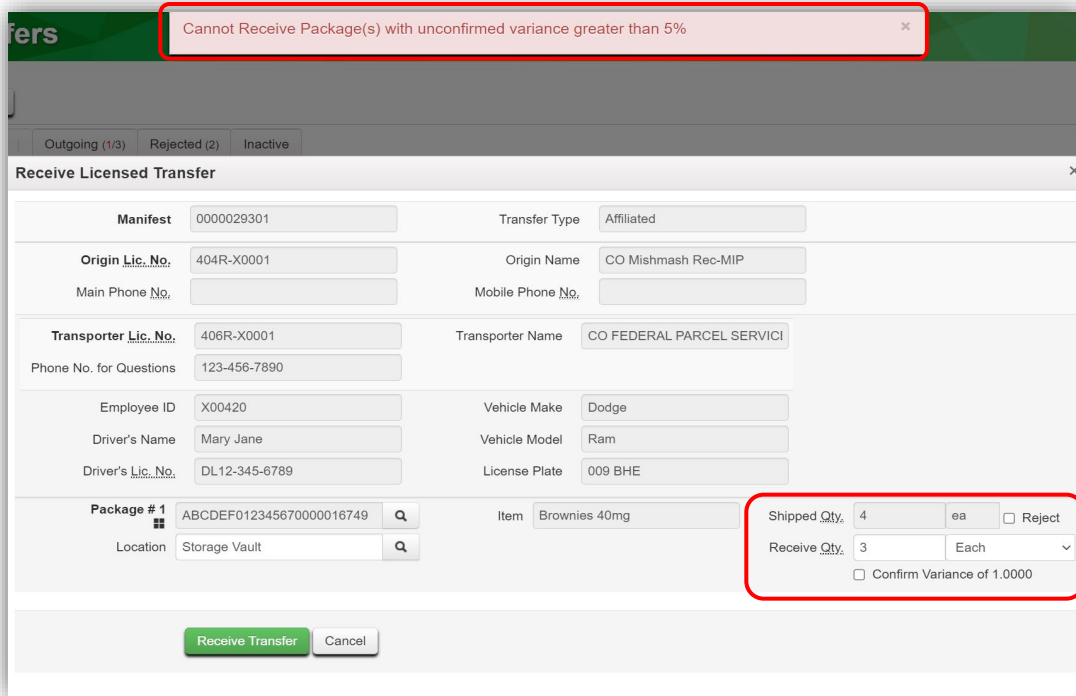 fers
Cannot Receive Package(s) with unconfirmed variance greater than 5% ×
Outgoing (1/3) Rejected (2) Inactive
Receive Licensed Transfer ×
Manifest 0000029301 Transfer Type Affiliated
Origin Lic. No. 404R-X0001 Origin Name CO Mishmash Rec-MIP
Main Phone No. Mobile Phone No.
Transporter Lic. No. 406R-X0001 Transporter Name CO FEDERAL PARCEL SERVICI
Phone No. for Questions 123-456-7890
Employee ID X00420 Vehicle Make Dodge
Driver's Name Mary Jane Vehicle Model Ram
Driver's Lic. No. DL12-345-6789 License Plate 009 BHE
Package # 1 ABCDEF012345670000016749 Item Brownies 40mg Shipped Qty. 4 ea Reject
Location Storage Vault Receive Qty. 3 Each
Confirm Variance of 1.0000
Receive Transfer Cancel